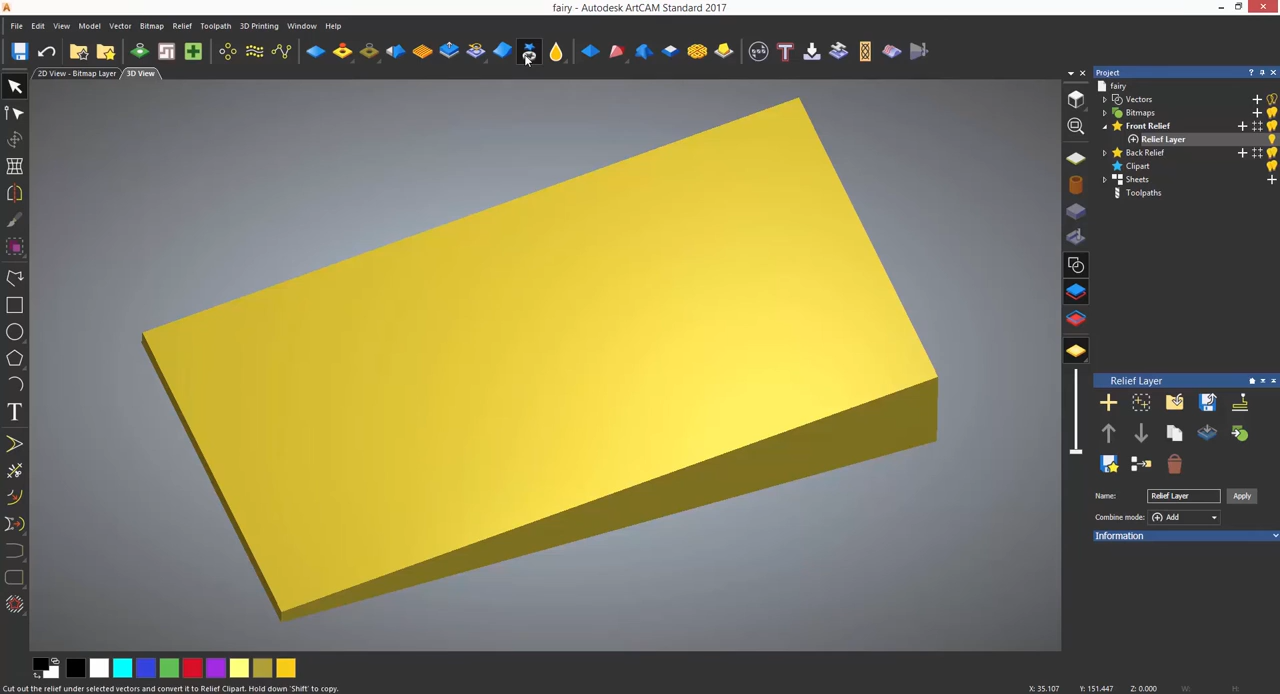 fairy - Autodesk ArtCAM Standard 2017
File Edit View Model Vector Bitmap Relief Toolpath 3D Printing Window Help
2D View - Bitmap Layer 3D View
Project
fairy
Vectors
Bitmaps
Front Relief
Relief Layer
Back Relief
Clipart
Sheets
Toolpaths
Relief Layer
Name: Relief Layer Apply
Combine mode: Add
Information
Cut out the relief under selected vectors and convert it to Relief Clipart. Hold down 'Shift' to copy.
X: 35.107 Y: 151.447 Z: 0.000 W: H: